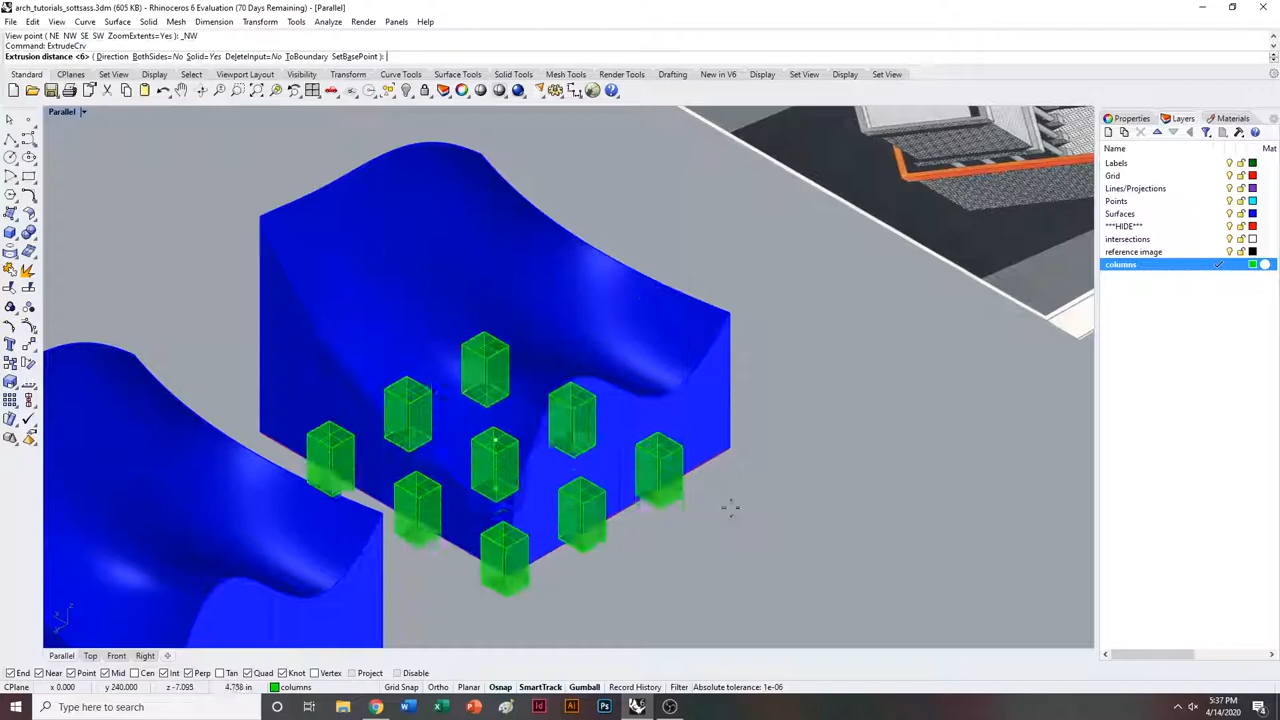 arch_tutorials_sottsass.3dm (605 KB) - Rhinoceros 6 Evaluation (70 Days Remaining) - [Parallel]
File Edit View Curve Surface Solid Mesh Dimension Transform Tools Analyze Render Panels Help
View point ( NE SE SW ZoomExtents=Yes ): _NW
Command: ExtrudeCrv
Extrusion distance <6> ( Direction BothSides=No Solid=Yes DeleteInput=No ToBoundary SetBasePoint ):
Standard CPlanes Set View Display Select Viewport Layout Visibility Transform Curve Tools Surface Tools Solid Tools Mesh Tools Render Tools Drafting New in V6 Display Set View Display Set View
Parallel
Properties Layers Materials
Name Mat
Labels
Grid
Lines/Projections
Points
Surfaces
***HIDE***
intersections
reference image
columns
z
x
Parallel Top Front Right
End Near Point Mid Cen Int Perp Tan Quad Knot Vertex Project Disable
CPlane x 0.000 y 240.000 z -7.095 4.758 min columns Grid Snap Ortho Planar Osnap SmartTrack Gumball Record History Filter Absolute tolerance: 1e-06
Type here to search
5:37 PM
4/14/2020